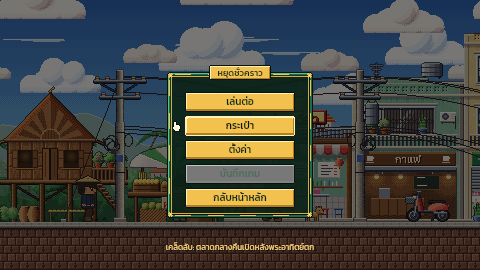 หยุดชั่วคราว
เล่นต่อ
กระเป๋า
ตั้งค่า
บันทึกเกม
กลับหน้าหลัก
กาแฟ
เคล็ดลับ: ตลาดกลางคืนเปิดหลังพระอาทิตย์ตก